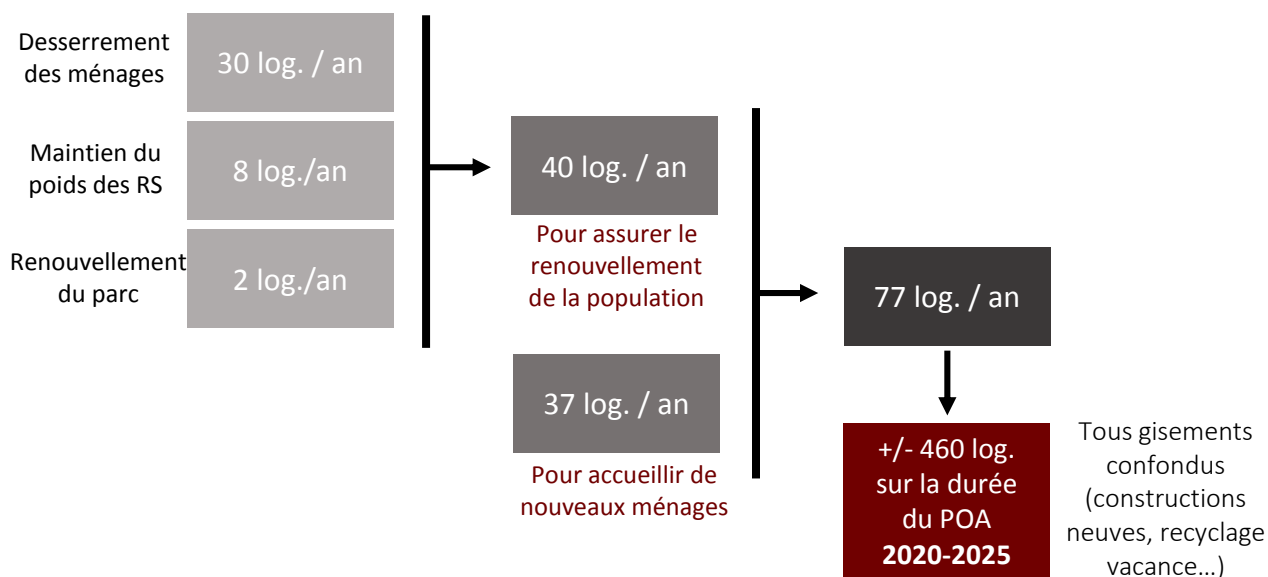 Desserrement
des ménages
30 log. / an
Maintien du
poids des RS
8 log./an
Renouvellement
du parc
2 log./an
40 log. / an
Pour assurer le
renouvellement
de la population
37 log. / an
Pour accueillir de
nouveaux ménages
77 log. / an
+/- 460 log.
sur la durée
du POA
2020-2025
Tous gisements
confondus
(constructions
neuves, recyclage
vacance…)